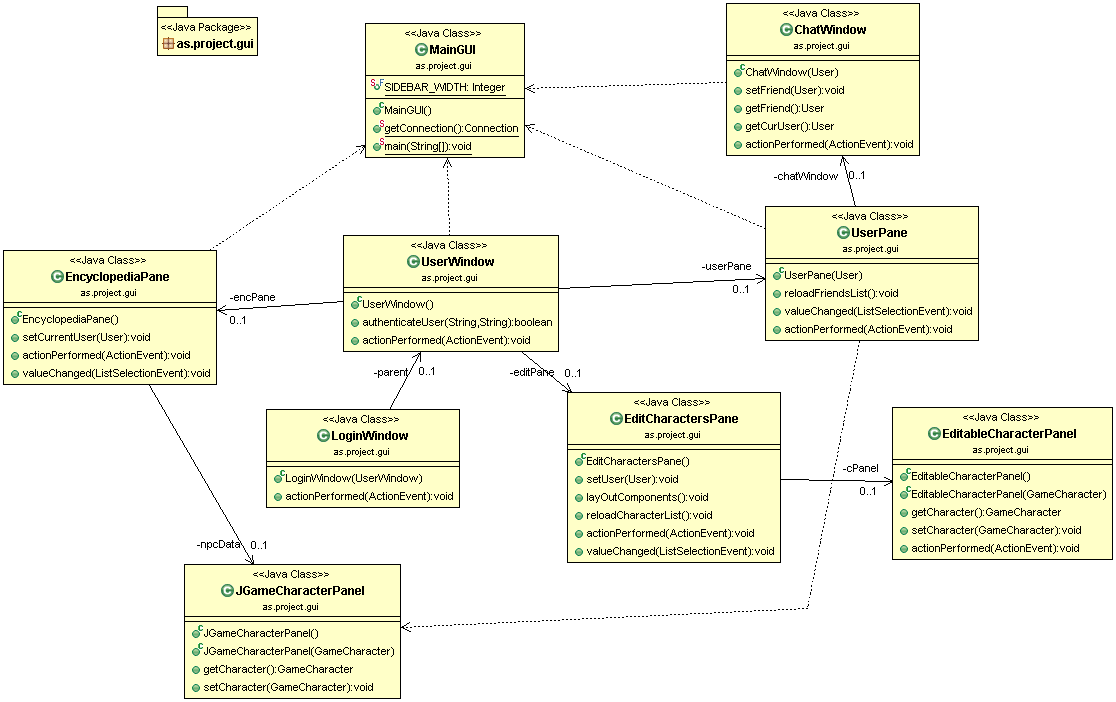 <<Java Package>>
as.project.gui
<<Java Class>>
MainGUI
as.project.gui
SIDEBAR_WIDTH: Integer
MainGUI()
getConnection():Connection
main(String[]):void
<<Java Class>>
ChatWindow
as.project.gui
ChatWindow(User)
setFriend(User):void
getFriend():User
getCurUser():User
actionPerformed(ActionEvent):void
-chatWindow
0..1
<<Java Class>>
UserPane
as.project.gui
UserPane(User)
reloadFriendsList():void
valueChanged(ListSelectionEvent):void
actionPerformed(ActionEvent):void
<<Java Class>>
UserWindow
as.project.gui
UserWindow()
authenticateUser(String,String):boolean
actionPerformed(ActionEvent):void
-userPane
0..1
<<Java Class>>
EncyclopediaPane
as.project.gui
EncyclopediaPane()
setCurrentUser(User):void
actionPerformed(ActionEvent):void
valueChanged(ListSelectionEvent):void
-encPane
0..1
-parent
0..1
-editPane
0..1
<<Java Class>>
LoginWindow
as.project.gui
LoginWindow(UserWindow)
actionPerformed(ActionEvent):void
<<Java Class>>
EditCharactersPane
as.project.gui
EditCharactersPane()
setUser(User):void
layOutComponents():void
reloadCharacterList():void
actionPerformed(ActionEvent):void
valueChanged(ListSelectionEvent):void
-cPanel
0..1
<<Java Class>>
EditableCharacterPanel
as.project.gui
EditableCharacterPanel()
EditableCharacterPanel(GameCharacter)
getCharacter():GameCharacter
setCharacter(GameCharacter):void
actionPerformed(ActionEvent):void
-npcData
0..1
<<Java Class>>
JGameCharacterPanel
as.project.gui
JGameCharacterPanel()
JGameCharacterPanel(GameCharacter)
getCharacter():GameCharacter
setCharacter(GameCharacter):void